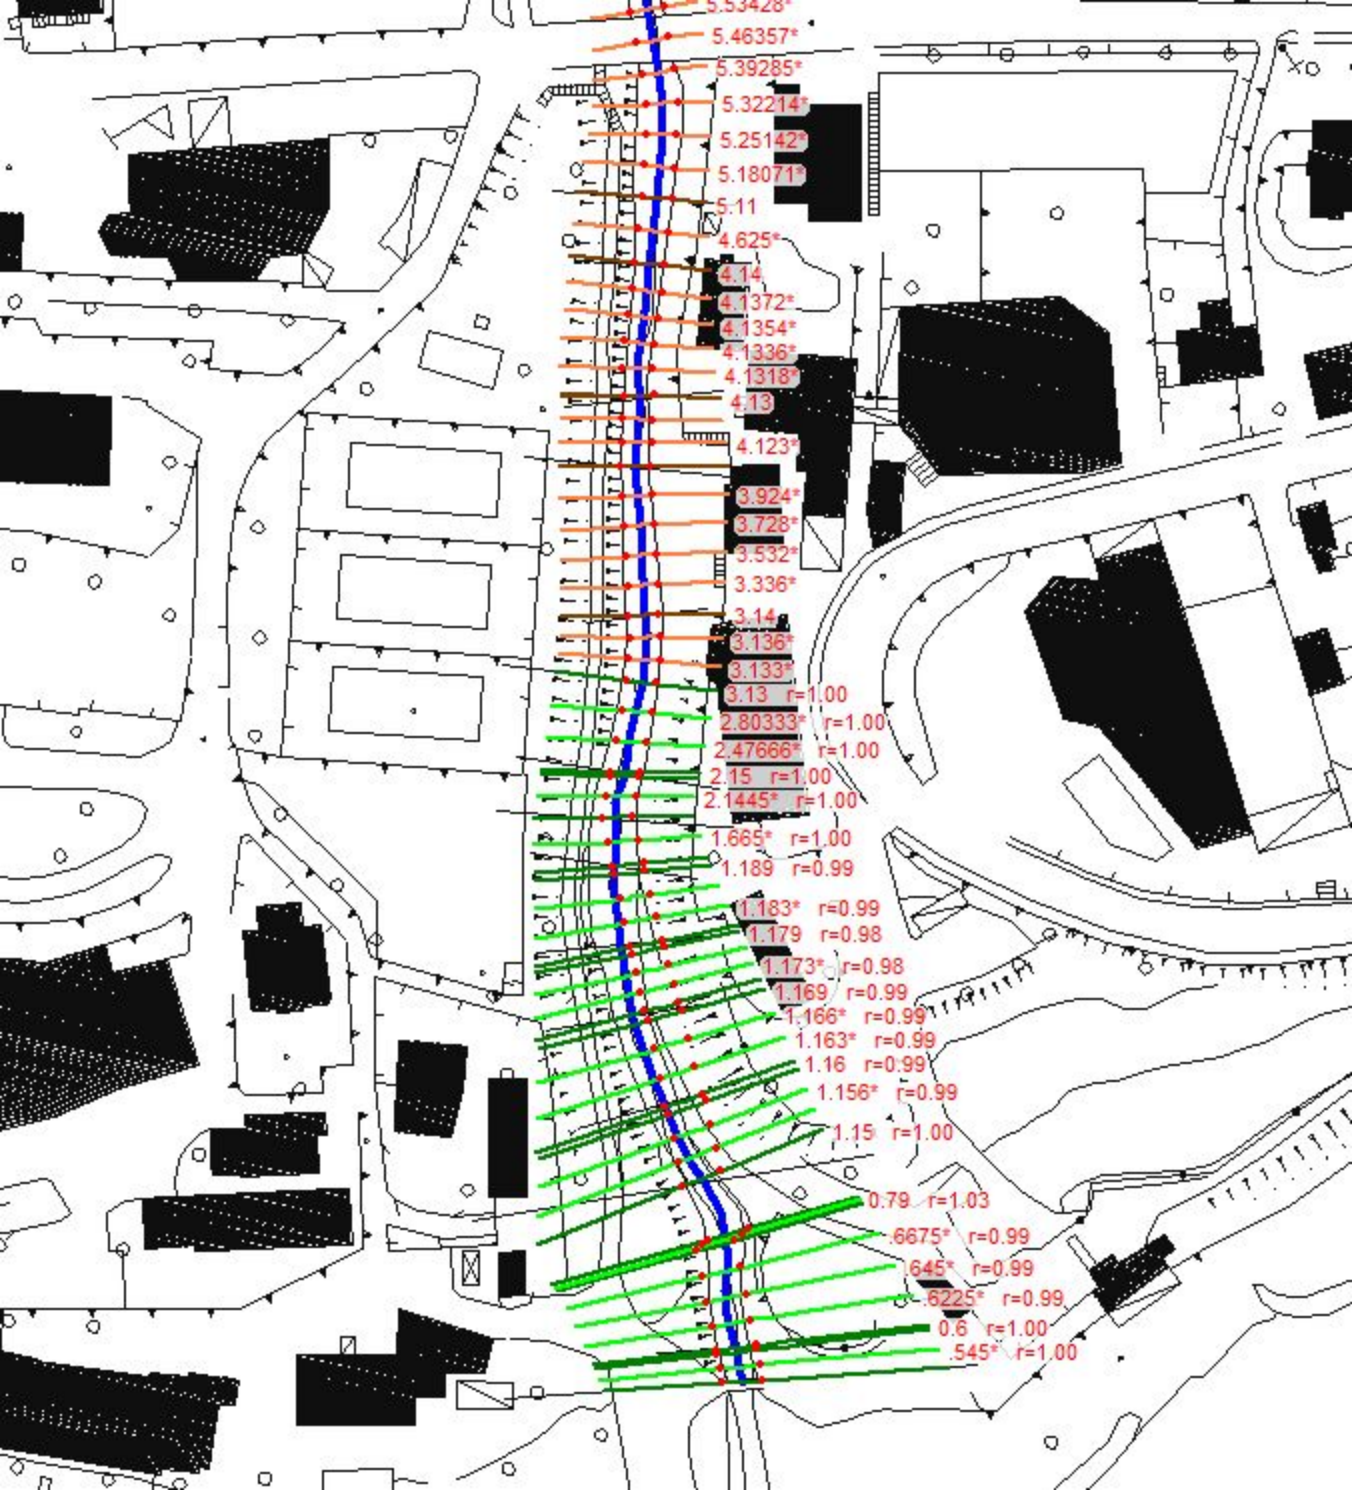 5.53428*
5.46357*
5.39285*
5.32214*
5.25142*
5.18071*
5.11
4.625*
4.14
4.1372*
4.1354*
4.1336*
4.1318*
4.13
4.123*
3.924*
3.728*
3.532*
3.336*
3.14
3.136*
3.133*
3.13 r=1.00
2.80333* r=1.00
2.47666* r=1.00
2.15 r=1.00
2.1445* r=1.00
1.665* r=1.00
1.189 r=0.99
1.183* r=0.99
1.179 r=0.98
1.173* r=0.98
1.169 r=0.99
1.166* r=0.99
1.163* r=0.99
1.16 r=0.99
1.156* r=0.99
1.15 r=1.00
0.79 r=1.03
.6675* r=0.99
.645* r=0.99
.6225* r=0.99
0.6 r=1.00
.545* r=1.00